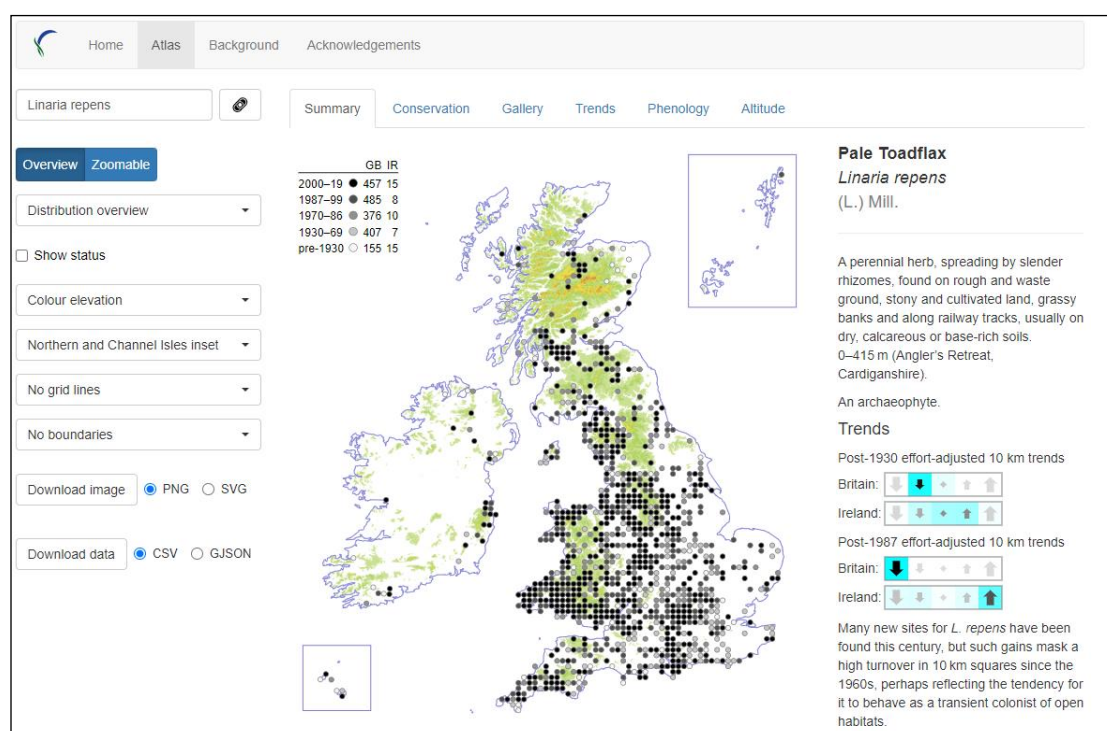 Home Atlas Background Acknowledgements
Linaria repens
Summary Conservation Gallery Trends Phenology Altitude
Overview Zoomable
Distribution overview
Show status
Colour elevation
Northern and Channel Isles inset
No grid lines
No boundaries
Download image PNG SVG
Download data CSV GJSON
GB IR
2000–19 457 15
1987–99 485 8
1970–86 376 10
1930–69 407 7
pre-1930 155 15
Pale Toadflax
Linaria repens
(L.) Mill.
A perennial herb, spreading by slender
rhizomes, found on rough and waste
ground, stony and cultivated land, grassy
banks and along railway tracks, usually on
dry, calcareous or base-rich soils.
0–415 m (Angler's Retreat,
Cardiganshire).
An archaeophyte.
Trends
Post-1930 effort-adjusted 10 km trends
Britain:
Ireland:
Post-1987 effort-adjusted 10 km trends
Britain:
Ireland:
Many new sites for L. repens have been
found this century, but such gains mask a
high turnover in 10 km squares since the
1960s, perhaps reflecting the tendency for
it to behave as a transient colonist of open
habitats.